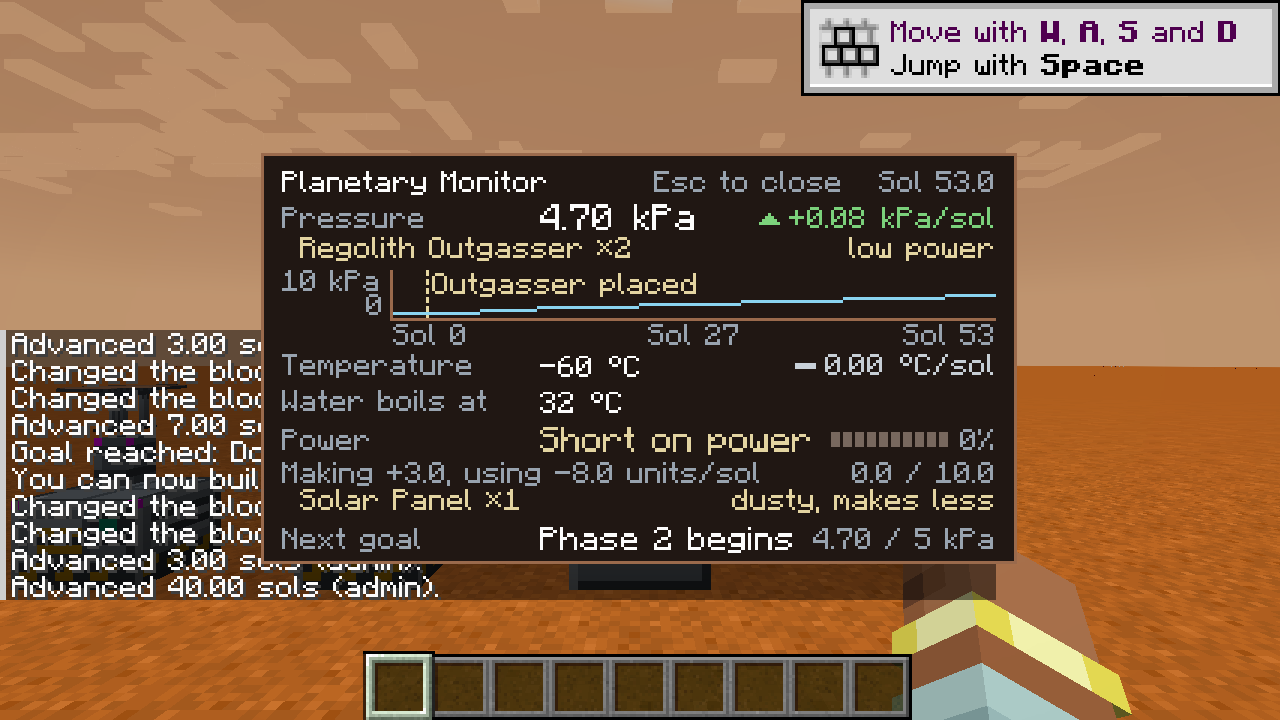 Move with W, A, S and D
Jump with Space
Planetary Monitor Esc to close Sol 53.0
Pressure 4.70 kPa +0.08 kPa/sol
Regolith Outgasser ×2 low power
10 kPa Outgasser placed
0
Sol 0 Sol 27 Sol 53
Temperature -60 °C 0.00 °C/sol
Water boils at 32 °C
Power Short on power 0%
Making +3.0, using -8.0 units/sol 0.0 / 10.0
Solar Panel ×1 dusty, makes less
Next goal Phase 2 begins 4.70 / 5 kPa
Advanced 3.00
Changed the
Changed the
Advanced 7.00
Goal reached:
You can now
Changed the
Changed the
Advanced 3.00 sols (admin).
Advanced 40.00 sols (admin).